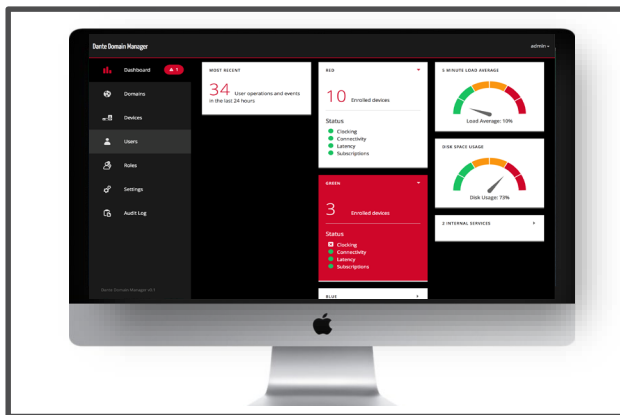 Dante Domain Manager
admin
Dashboard
1
Domains
Devices
Users
Roles
Settings
Audit Log
MOST RECENT
34 User operations and events
in the last 24 hours
RED
10 Enrolled devices
Status
Clocking
Connectivity
Latency
Subscriptions
GREEN
3 Enrolled devices
Status
Clocking
Connectivity
Latency
Subscriptions
BLUE
5 MINUTE LOAD AVERAGE
Load Average: 10%
DISK SPACE USAGE
Disk Usage: 73%
2 INTERNAL SERVICES